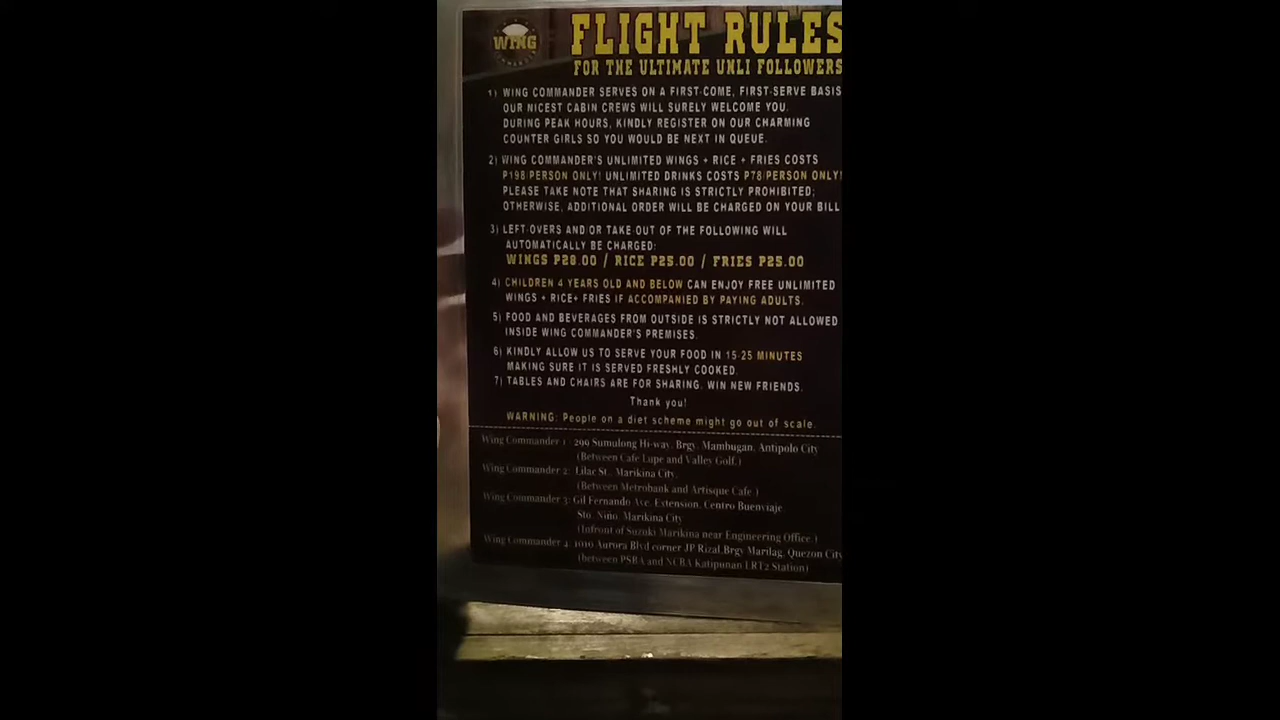 WING
COMMANDER
FLIGHT RULES
FOR THE ULTIMATE UNLI FOLLOWERS
1) WING COMMANDER SERVES ON A FIRST-COME, FIRST-SERVE BASIS
OUR NICEST CABIN CREWS WILL SURELY WELCOME YOU.
DURING PEAK HOURS, KINDLY REGISTER ON OUR CHARMING
COUNTER GIRLS SO YOU WOULD BE NEXT IN QUEUE.
2) WING COMMANDER'S UNLIMITED WINGS + RICE + FRIES COSTS
P198/PERSON ONLY! UNLIMITED DRINKS COSTS P78/PERSON ONLY!
PLEASE TAKE NOTE THAT SHARING IS STRICTLY PROHIBITED;
OTHERWISE, ADDITIONAL ORDER WILL BE CHARGED ON YOUR BILL
3) LEFT-OVERS AND/OR TAKE-OUT OF THE FOLLOWING WILL
AUTOMATICALLY BE CHARGED:
WINGS P28.00 / RICE P25.00 / FRIES P25.00
4) CHILDREN 4 YEARS OLD AND BELOW CAN ENJOY FREE UNLIMITED
WINGS + RICE+ FRIES IF ACCOMPANIED BY PAYING ADULTS.
5) FOOD AND BEVERAGES FROM OUTSIDE IS STRICTLY NOT ALLOWED
INSIDE WING COMMANDER'S PREMISES.
6) KINDLY ALLOW US TO SERVE YOUR FOOD IN 15-25 MINUTES
MAKING SURE IT IS SERVED FRESHLY COOKED.
7) TABLES AND CHAIRS ARE FOR SHARING. WIN NEW FRIENDS.
Thank you!
WARNING: People on a diet scheme might go out of scale.
Wing Commander 1: 299 Sumulong Hi-way, Brgy. Mambugan, Antipolo City
(Between Cafe Lupe and Valley Golf.)
Wing Commander 2: Lilac St., Marikina City.
(Between Metrobank and Artisque Cafe.)
Wing Commander 3: Gil Fernando Ave. Extension, Centro Buenviaje
Sto. Niño, Marikina City
(Infront of Suzuki Marikina near Engineering Office.)
Wing Commander 4: 1010 Aurora Blvd corner JP Rizal,Brgy Marilag, Quezon City
(between PSBA and NCBA Katipunan LRT2 Station)